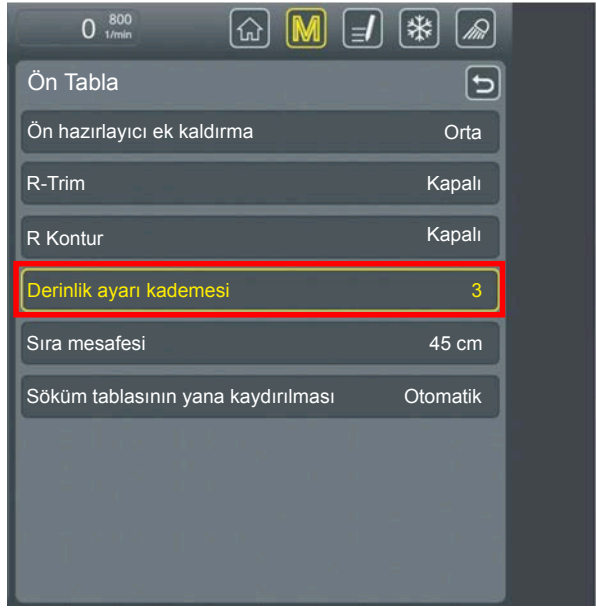 0 800 1/min
M
Ön Tabla
Ön hazırlayıcı ek kaldırma Orta
R-Trim Kapalı
R Kontur Kapalı
Derinlik ayarı kademesi 3
Sıra mesafesi 45 cm
Söküm tablasının yana kaydırılması Otomatik